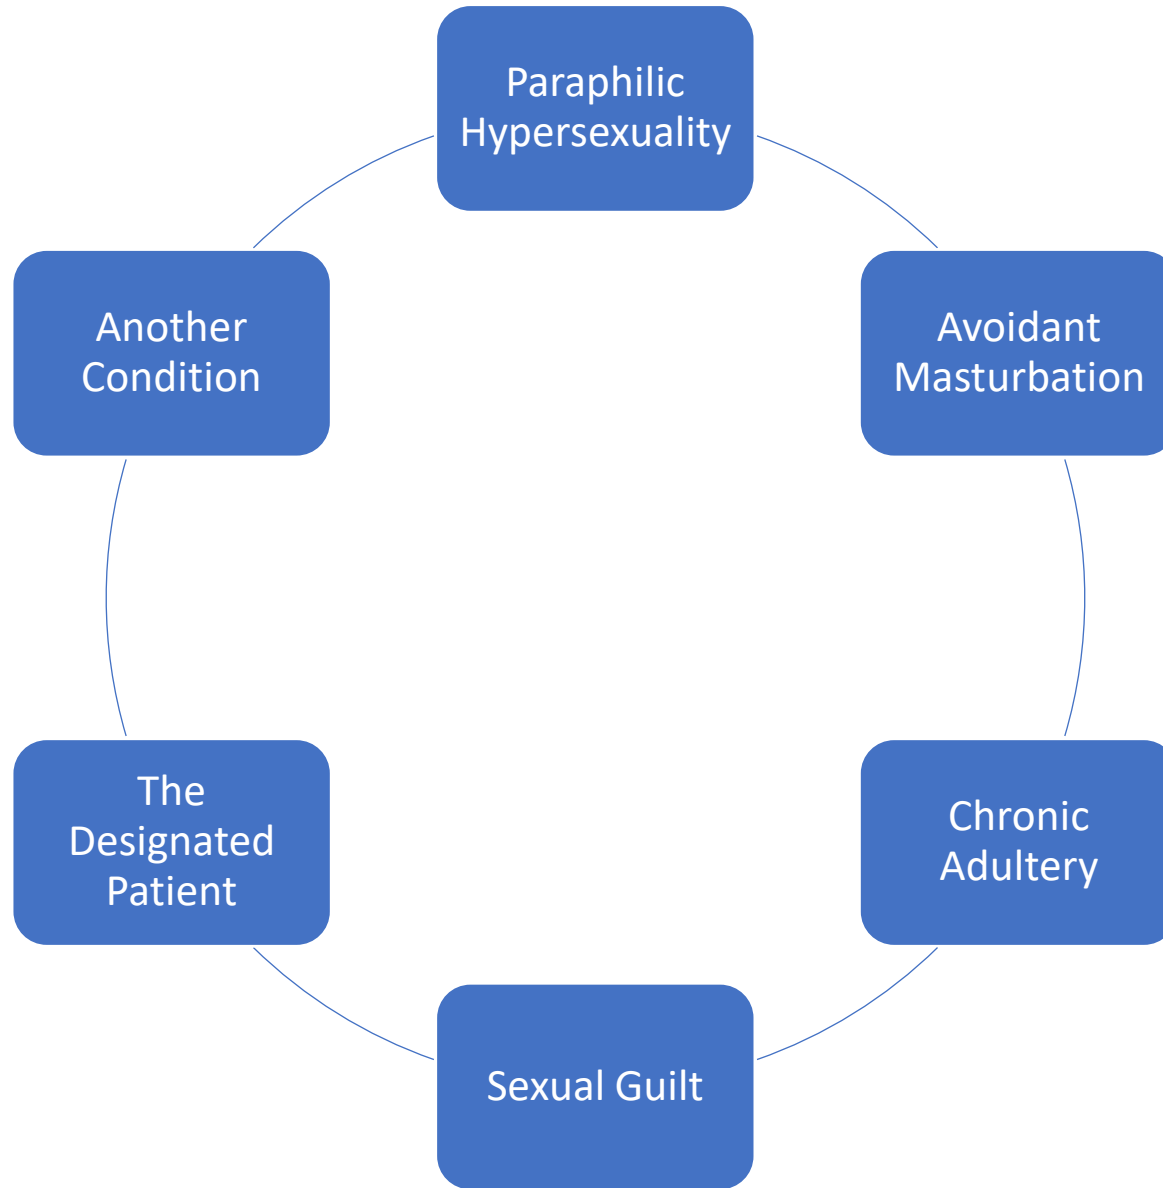 Paraphilic
Hypersexuality
Avoidant
Masturbation
Chronic
Adultery
Sexual Guilt
The
Designated
Patient
Another
Condition